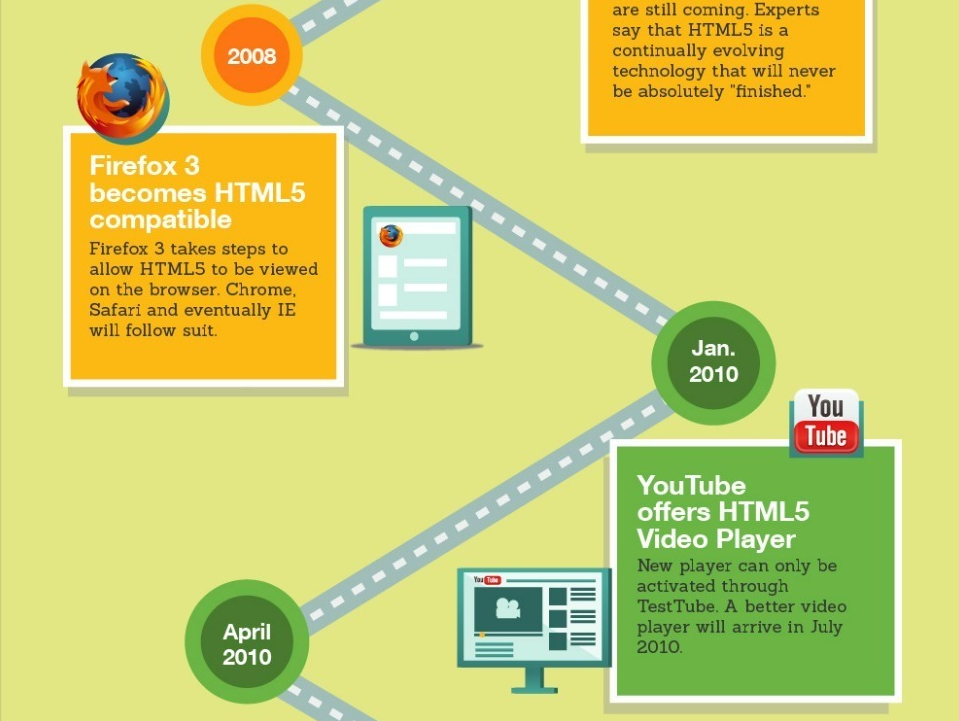 are still coming. Experts
say that HTML5 is a
continually evolving
technology that will never
be absolutely "finished."
2008
Firefox 3
becomes HTML5
compatible
Firefox 3 takes steps to
allow HTML5 to be viewed
on the browser. Chrome,
Safari and eventually IE
will follow suit.
Jan.
2010
You
Tube
YouTube
offers HTML5
Video Player
New player can only be
activated through
TestTube. A better video
player will arrive in July
2010.
You Tube
April
2010